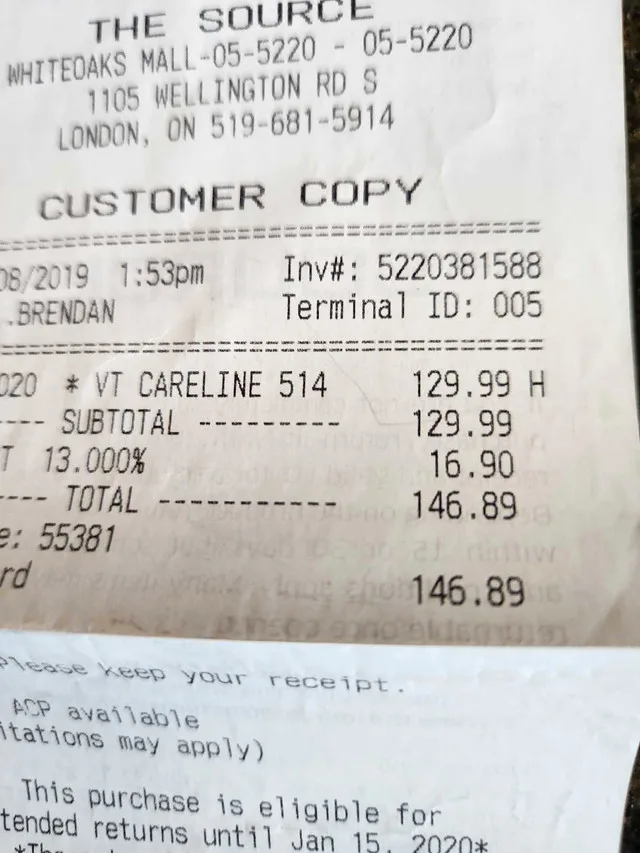 THE SOURCE
WHITEOAKS MALL-05-5220 - 05-5220
1105 WELLINGTON RD S
LONDON, ON 519-681-5914
CUSTOMER COPY
==========================================
08/2019 1:53pm Inv#: 5220381588
.BRENDAN Terminal ID: 005
==========================================
020 * VT CARELINE 514 129.99 H
---- SUBTOTAL --------- 129.99
T 13.000% 16.90
---- TOTAL ----------- 146.89
e: 55381
rd 146.89
Please keep your receipt.
ACP available
itations may apply)
This purchase is eligible for
tended returns until Jan 15, 2020*